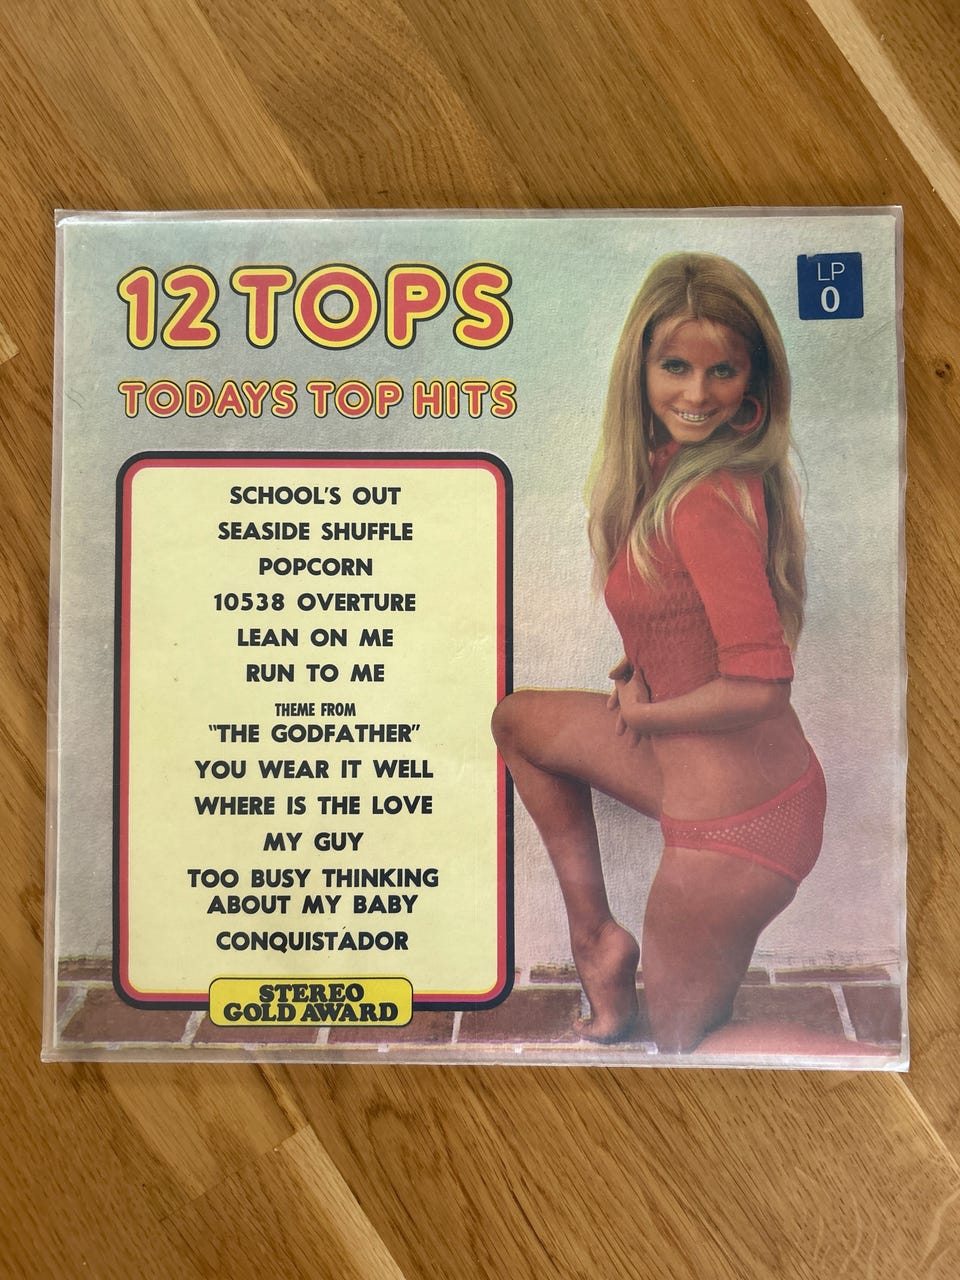 12 TOPS
TODAYS TOP HITS
LP
0
SCHOOL'S OUT
SEASIDE SHUFFLE
POPCORN
10538 OVERTURE
LEAN ON ME
RUN TO ME
THEME FROM
"THE GODFATHER"
YOU WEAR IT WELL
WHERE IS THE LOVE
MY GUY
TOO BUSY THINKING
ABOUT MY BABY
CONQUISTADOR
STEREO
GOLD AWARD